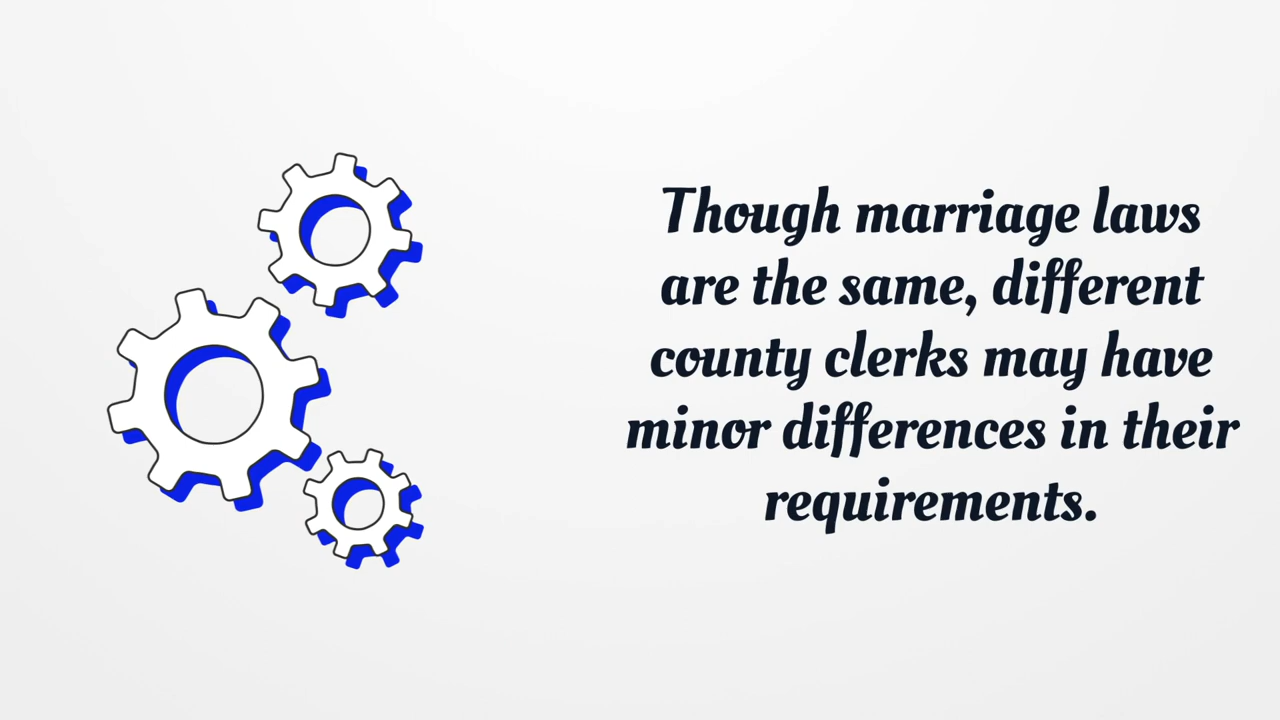 Though marriage laws
are the same, different
county clerks may have
minor differences in their
requirements.